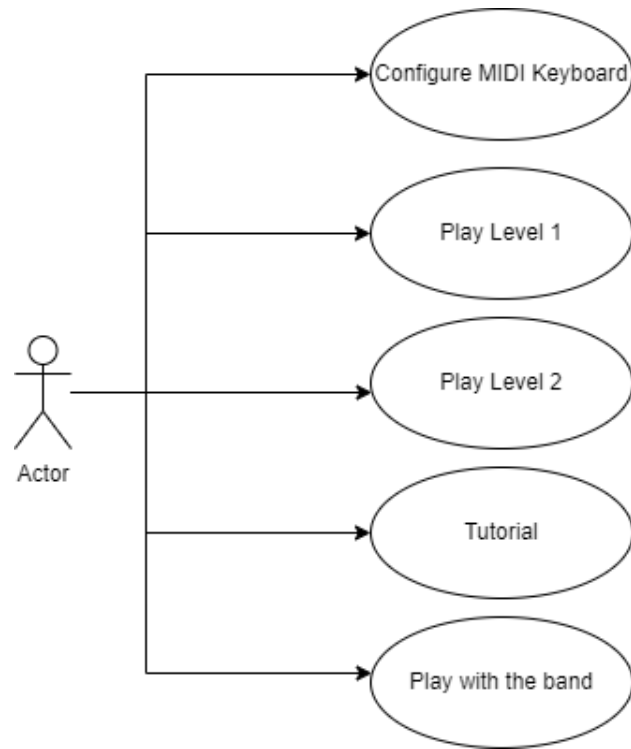 Configure MIDI Keyboard
Play Level 1
Play Level 2
Actor
Tutorial
Play with the band